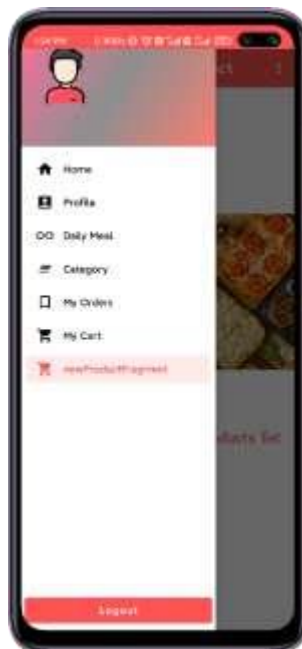 Home
Profile
Daily Meal
Category
My Orders
My Cart
newProductFragment
Logout